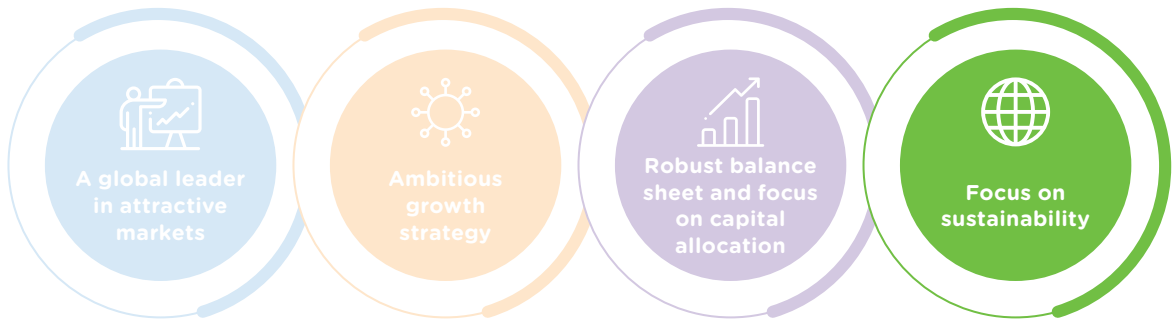 A global leader
in attractive
markets
Ambitious
growth
strategy
Robust balance
sheet and focus
on capital
allocation
Focus on
sustainability